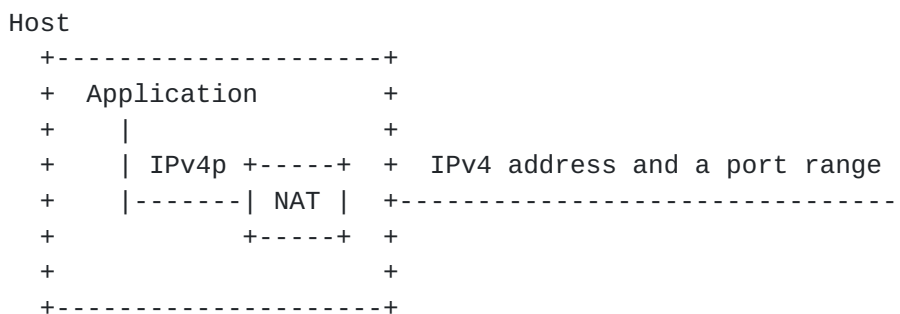 Host
+---------------------+
+  Application        +
+    |                +
+    | IPv4p +-----+  +  IPv4 address and a port range
+    |-------| NAT |  +--------------------------------
+            +-----+  +
+                     +
+---------------------+